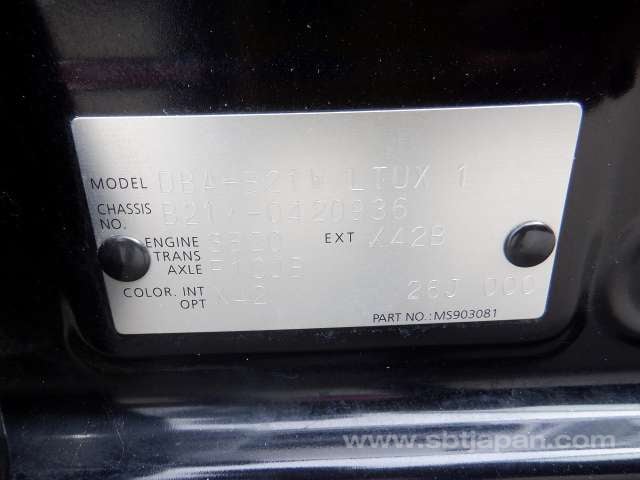 MODEL DBA-B21W LTUX 1
CHASSIS NO. B21W-0420936
ENGINE 3B20 EXT X42B
TRANS AXLE
COLOR. INT OPT X42 26J 000
PART NO.: MS903081
www.sbtjapan.com